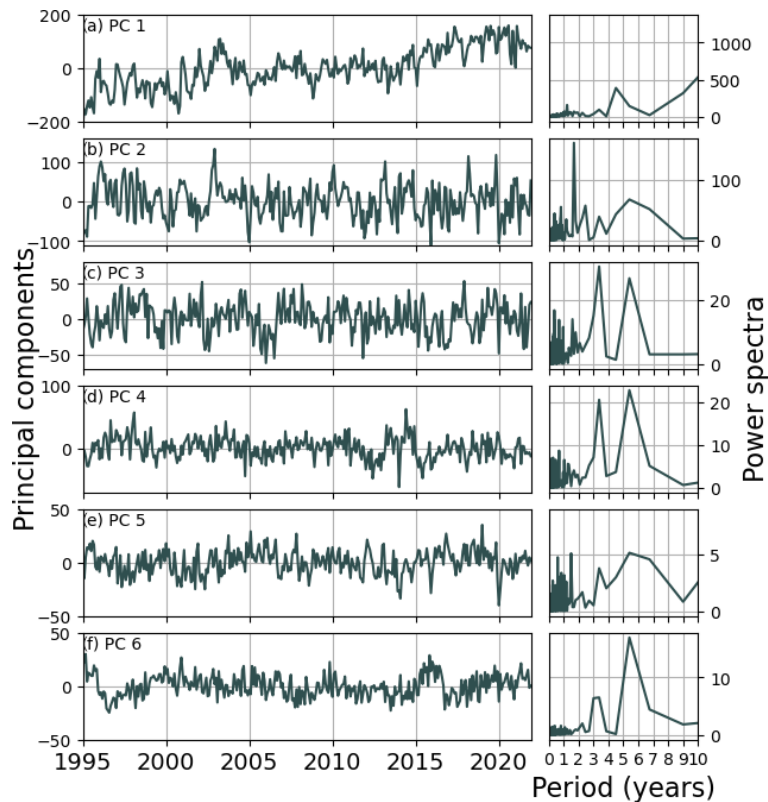 (a) PC 1
200
0
−200
1000
500
0
(b) PC 2
100
0
−100
100
0
(c) PC 3
50
0
−50
20
0
(d) PC 4
100
0
20
10
0
(e) PC 5
50
0
−50
5
0
(f) PC 6
50
0
−50
10
0
Principal components
Power spectra
1995 2000 2005 2010 2015 2020
0 1 2 3 4 5 6 7 8 9 10
Period (years)